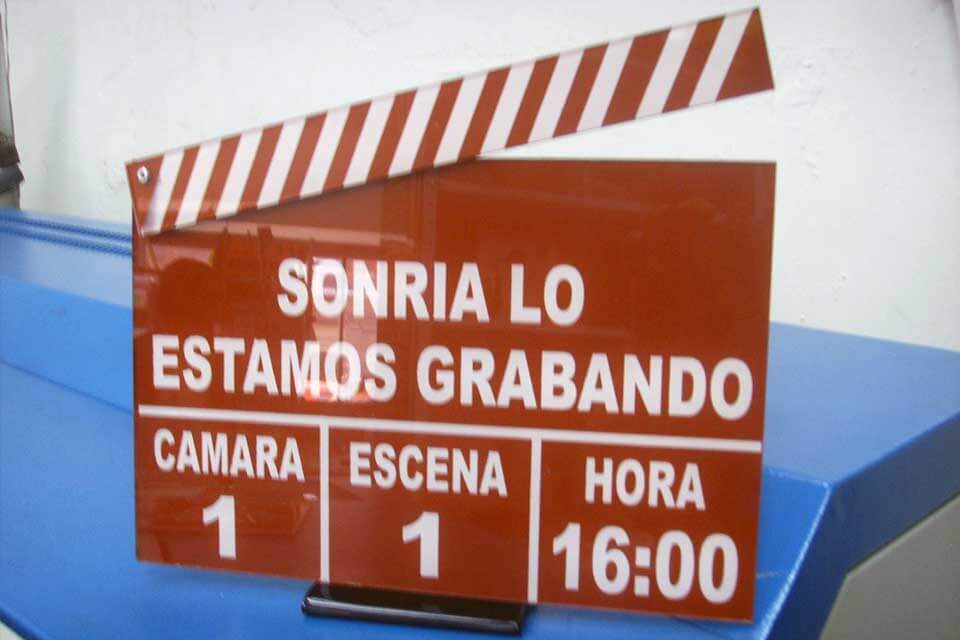 SONRIA LO
ESTAMOS GRABANDO
CAMARA ESCENA HORA
1 1 16:00